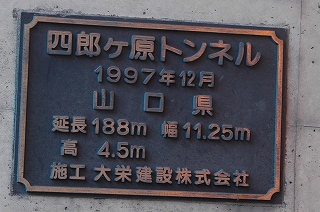 四郎ヶ原トンネル
1997年12月
山口県
延長188m 幅11.25m
高 4.5m
施工 大栄建設株式会社